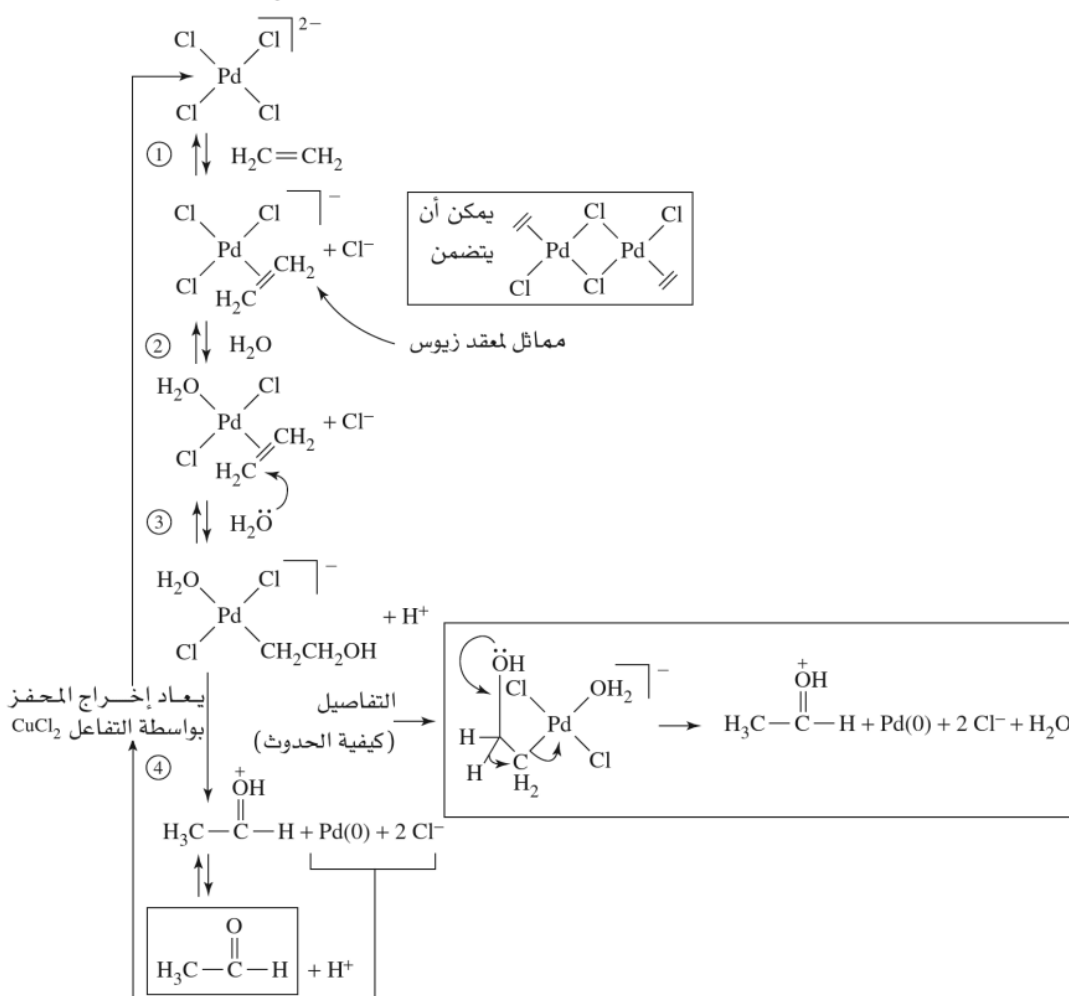 Cl Cl ]2–
Pd
Cl Cl
① H₂C=CH₂
Cl Cl ]–
Pd + Cl–
Cl H₂C=CH₂
يمكن أن
يتضمن
Cl Cl
Pd Pd
Cl Cl
مماثل لمعقد زيوس
② H₂O
H₂O Cl
Pd + Cl–
Cl H₂C=CH₂
③ H₂Ö
H₂O Cl ]–
Pd + H⁺
Cl CH₂CH₂OH
يعاد إخراج المحفز
بواسطة التفاعل CuCl₂
④
التفاصيل
(كيفية الحدوث)
ÖH
Cl OH₂ ]–
Pd
H Cl
H C
H₂
+
OH
H₃C—C—H + Pd(0) + 2 Cl– + H₂O
+
OH
H₃C—C—H + Pd(0) + 2 Cl–
O
H₃C—C—H + H⁺